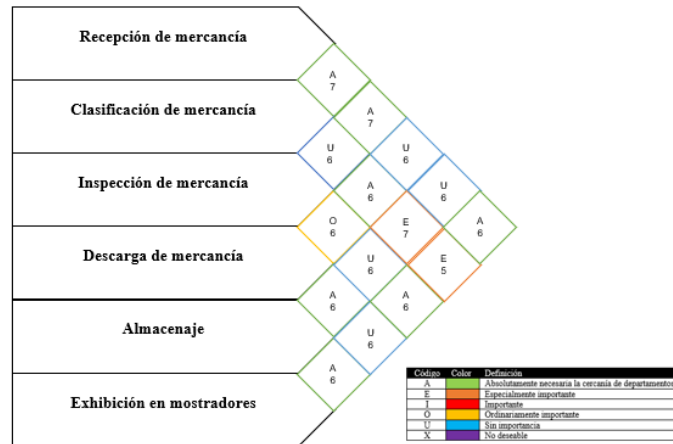 Recepción de mercancía
Clasificación de mercancía
Inspección de mercancía
Descarga de mercancía
Almacenaje
Exhibición en mostradores
A
7
A
7
U
6
U
6
U
6
A
6
A
6
O
6
E
7
E
5
U
6
A
6
A
6
U
6
A
6
Código Color Definición
A Absolutamente necesaria la cercanía de departamentos
E Especialmente importante
I Importante
O Ordinariamente importante
U Sin importancia
X No deseable